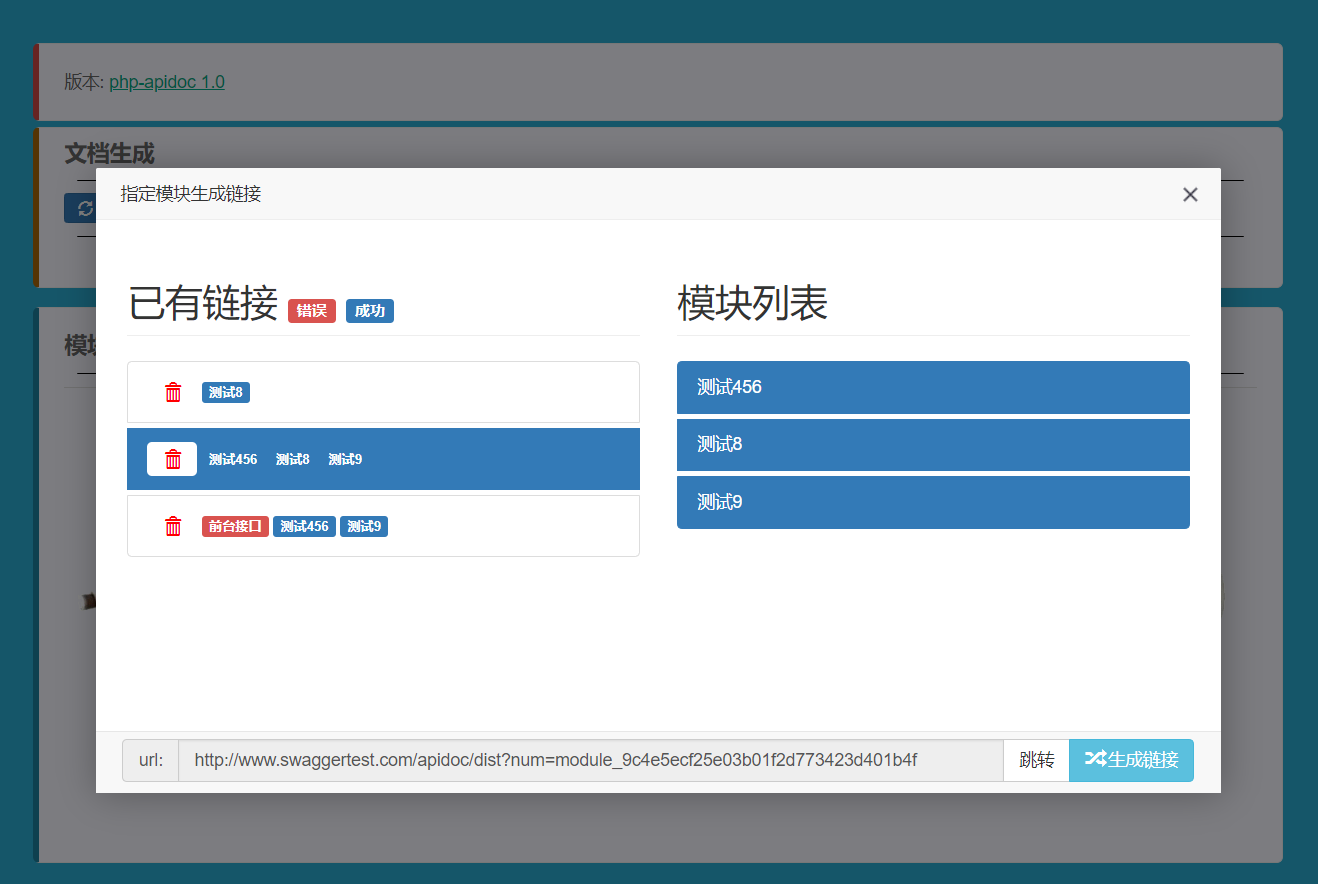 版本: php-apidoc 1.0
文档生成
指定模块生成链接
已有链接 错误 成功
测试8
测试456 测试8 测试9
前台接口 测试456 测试9
模块列表
测试456
测试8
测试9
url: http://www.swaggertest.com/apidoc/dist?num=module_9c4e5ecf25e03b01f2d773423d401b4f 跳转 生成链接